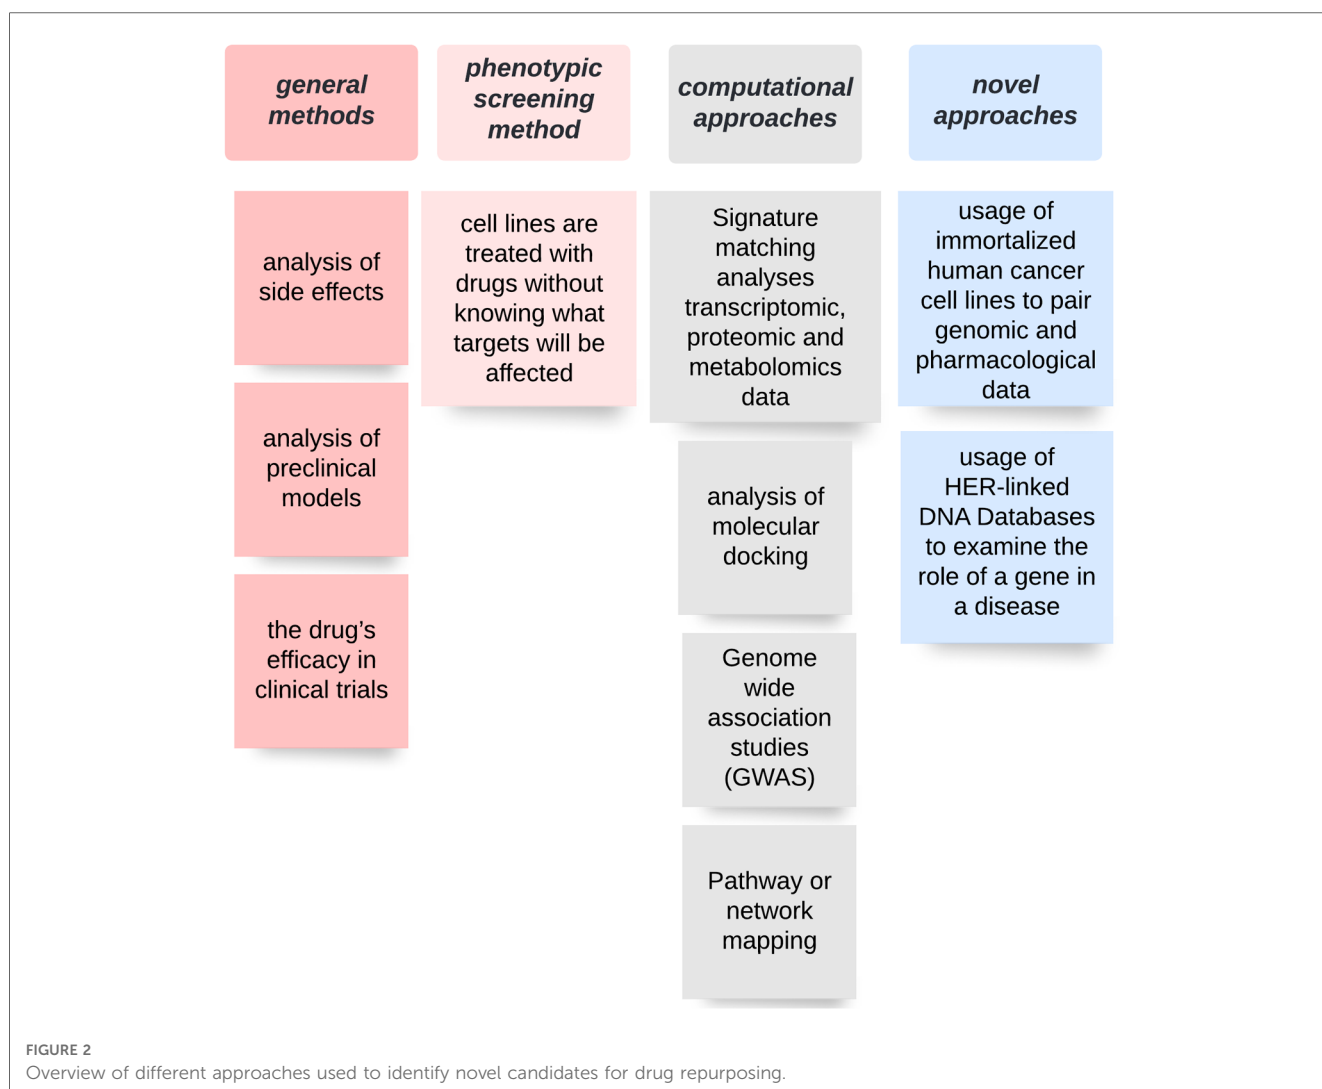 general
methods
phenotypic
screening
method
computational
approaches
novel
approaches
analysis of
side effects
analysis of
preclinical
models
the drug’s
efficacy in
clinical trials
cell lines are
treated with
drugs without
knowing what
targets will be
affected
Signature
matching
analyses
transcriptomic,
proteomic and
metabolomics
data
analysis of
molecular
docking
Genome
wide
association
studies
(GWAS)
Pathway or
network
mapping
usage of
immortalized
human cancer
cell lines to pair
genomic and
pharmacological
data
usage of
HER-linked
DNA Databases
to examine the
role of a gene in
a disease
FIGURE 2
Overview of different approaches used to identify novel candidates for drug repurposing.